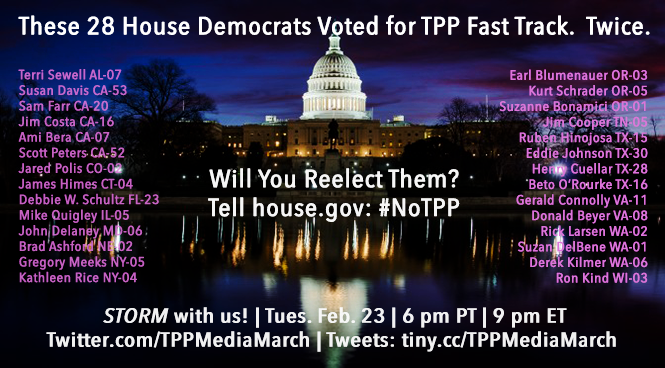 These 28 House Democrats Voted for TPP Fast Track. Twice.
Terri Sewell AL-07
Susan Davis CA-53
Sam Farr CA-20
Jim Costa CA-16
Ami Bera CA-07
Scott Peters CA-52
Jared Polis CO-02
James Himes CT-04
Debbie W. Schultz FL-23
Mike Quigley IL-05
John Delaney MD-06
Brad Ashford NE-02
Gregory Meeks NY-05
Kathleen Rice NY-04
Earl Blumenauer OR-03
Kurt Schrader OR-05
Suzanne Bonamici OR-01
Jim Cooper TN-05
Ruben Hinojosa TX-15
Eddie Johnson TX-30
Henry Cuellar TX-28
Beto O'Rourke TX-16
Gerald Connolly VA-11
Donald Beyer VA-08
Rick Larsen WA-02
Suzan DelBene WA-01
Derek Kilmer WA-06
Ron Kind WI-03
Will You Reelect Them?
Tell house.gov: #NoTPP
STORM with us! | Tues. Feb. 23 | 6 pm PT | 9 pm ET
Twitter.com/TPPMediaMarch | Tweets: tiny.cc/TPPMediaMarch